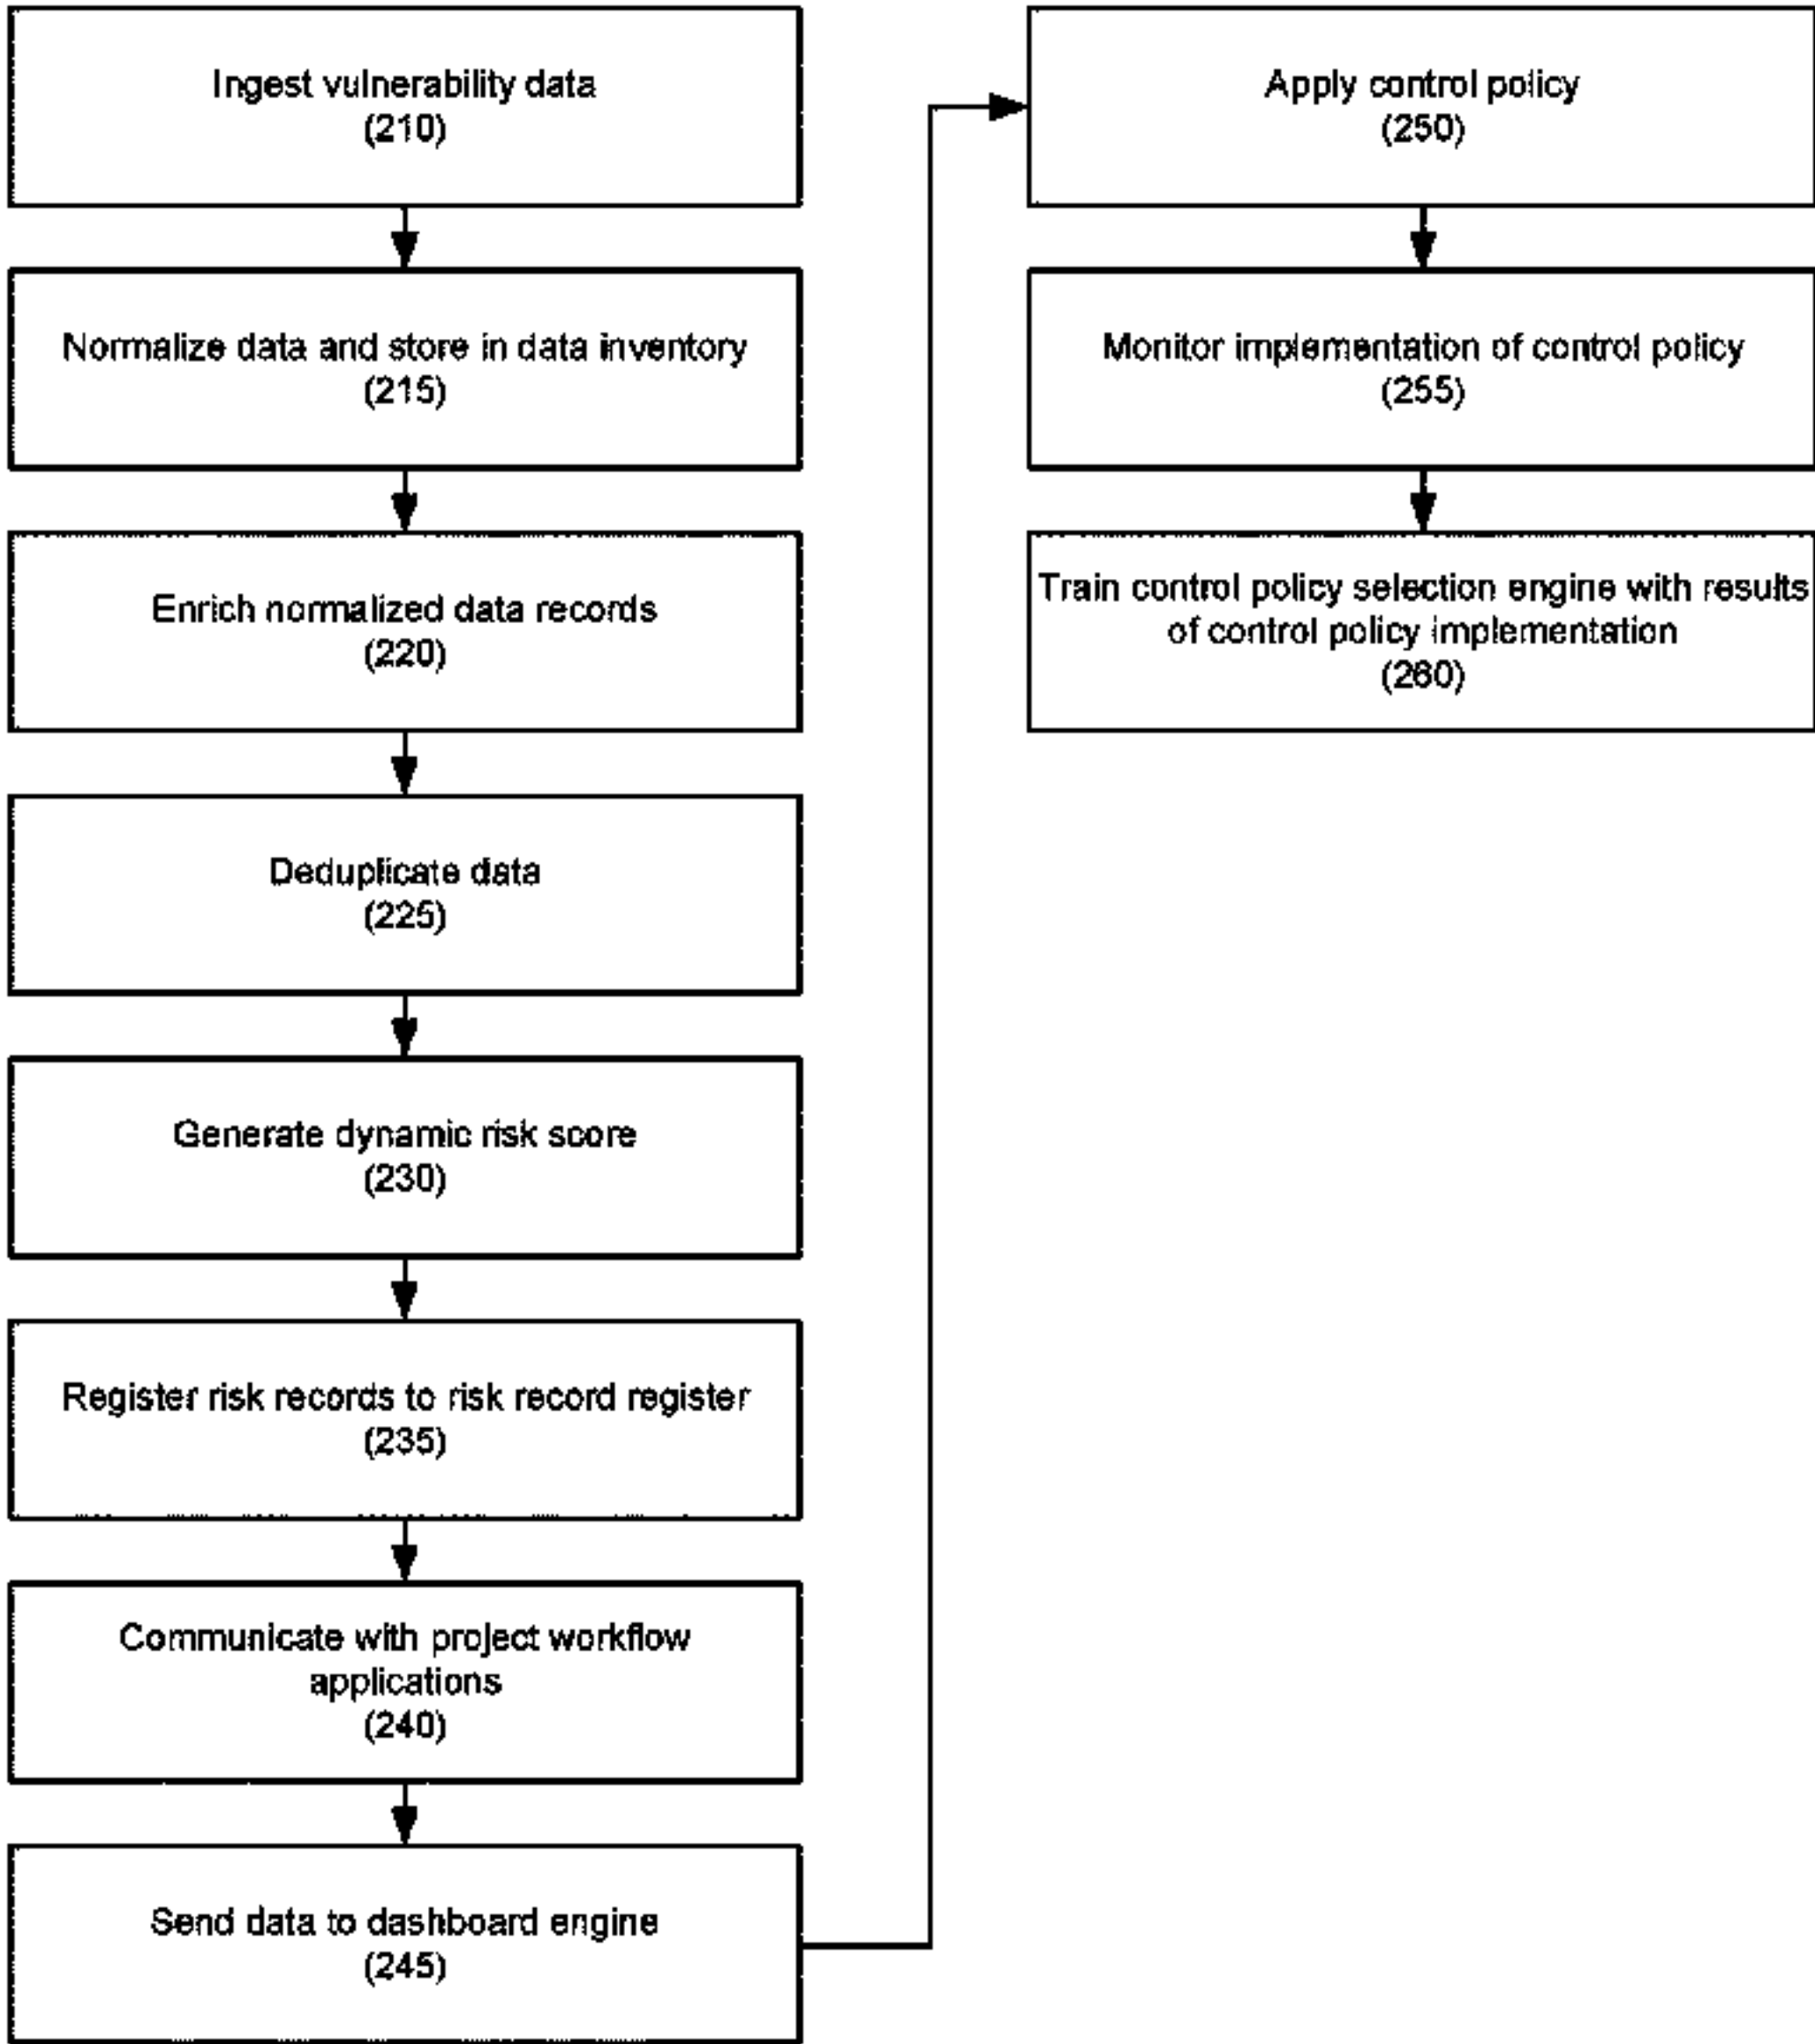 Ingest vulnerability data
(210)
Normalize data and store in data inventory
(215)
Enrich normalized data records
(220)
Deduplicate data
(225)
Generate dynamic risk score
(230)
Register risk records to risk record register
(235)
Communicate with project workflow
applications
(240)
Send data to dashboard engine
(245)
Apply control policy
(250)
Monitor implementation of control policy
(255)
Train control policy selection engine with results
of control policy implementation
(260)